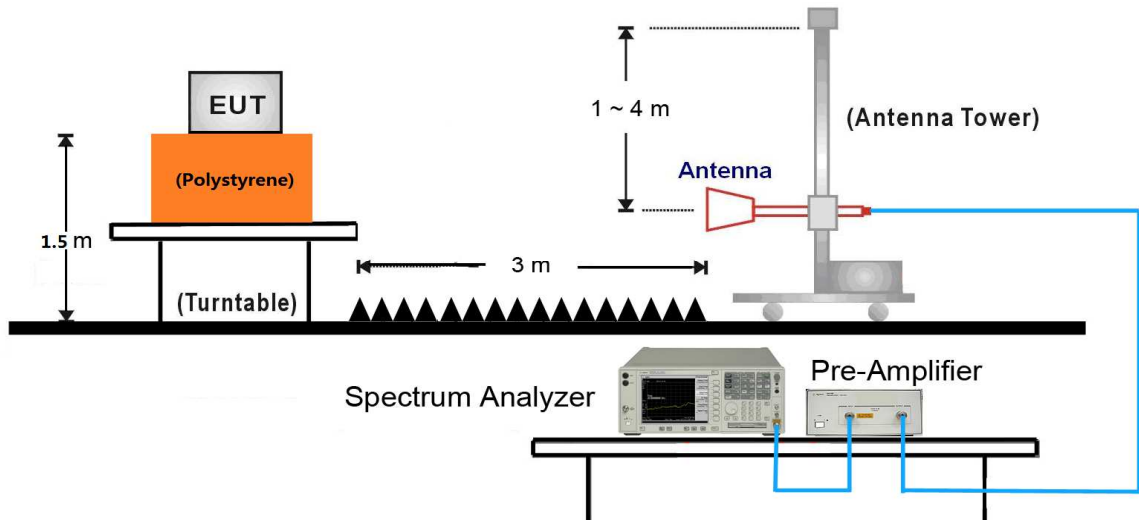 EUT
(Polystyrene)
1.5 m
(Turntable)
3 m
1 ~ 4 m
Antenna
(Antenna Tower)
Spectrum Analyzer
Pre-Amplifier